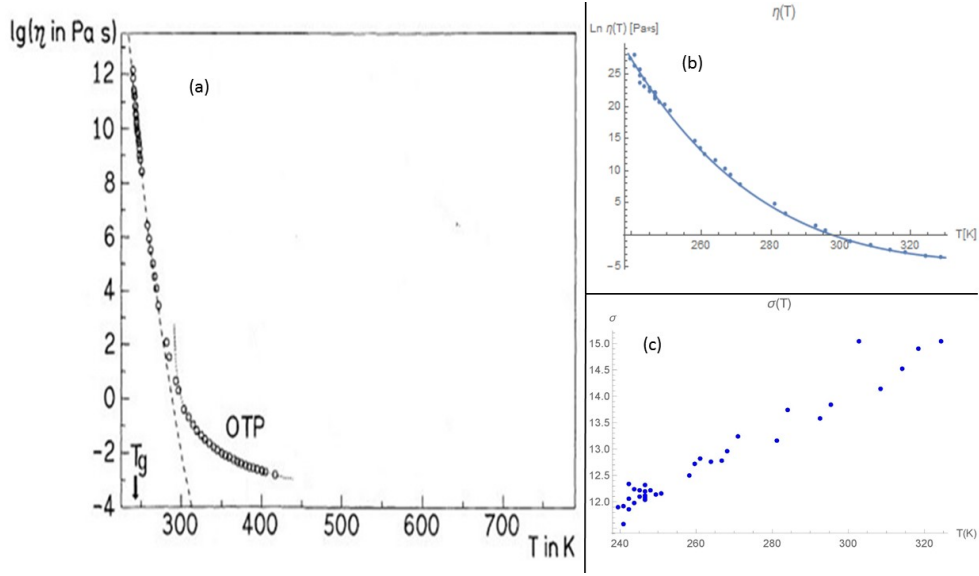 lg(η in Pa s)
(a)
12
10
8
6
4
2
0
-2
-4
OTP
Tg
300
400
500
600
700
T in K
η(T)
Ln η(T) [Pa*s]
(b)
25
20
15
10
5
-5
260
280
300
320
T[K]
σ(T)
σ
(c)
15.0
14.5
14.0
13.5
13.0
12.5
12.0
240
260
280
300
320
T(K)